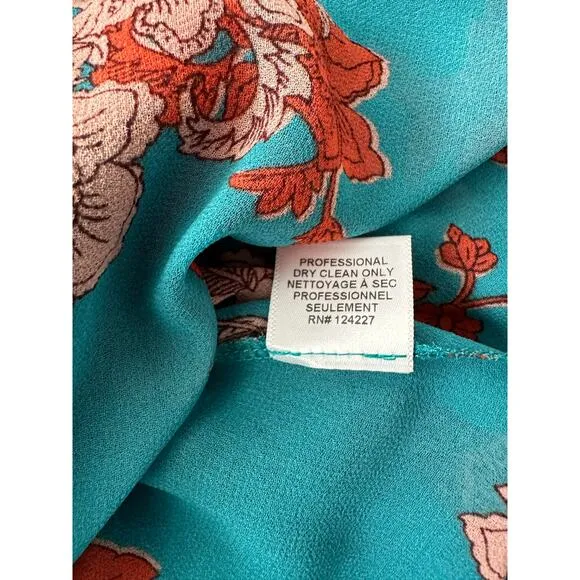 PROFESSIONAL
DRY CLEAN ONLY
NETTOYAGE À SEC
PROFESSIONNEL
SEULEMENT
RN# 124227